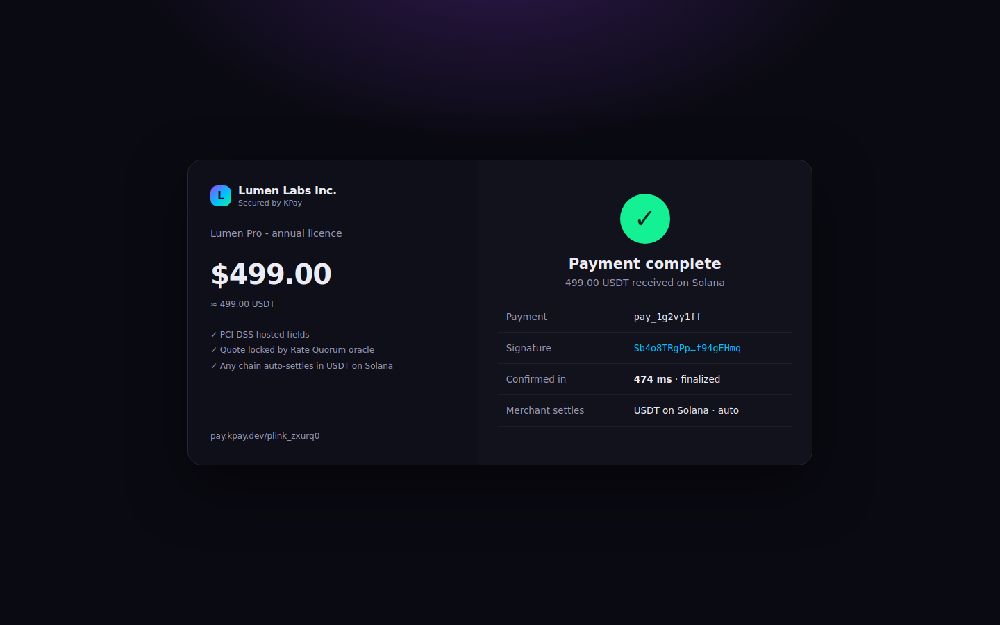 L
Lumen Labs Inc.
Secured by KPay
Lumen Pro - annual licence
$499.00
≈ 499.00 USDT
✓ PCI-DSS hosted fields
✓ Quote locked by Rate Quorum oracle
✓ Any chain auto-settles in USDT on Solana
pay.kpay.dev/plink_zxurq0
✓
Payment complete
499.00 USDT received on Solana
Payment pay_1g2vy1ff
Signature Sb4o8TRgPp…f94gEHmq
Confirmed in 474 ms · finalized
Merchant settles USDT on Solana · auto